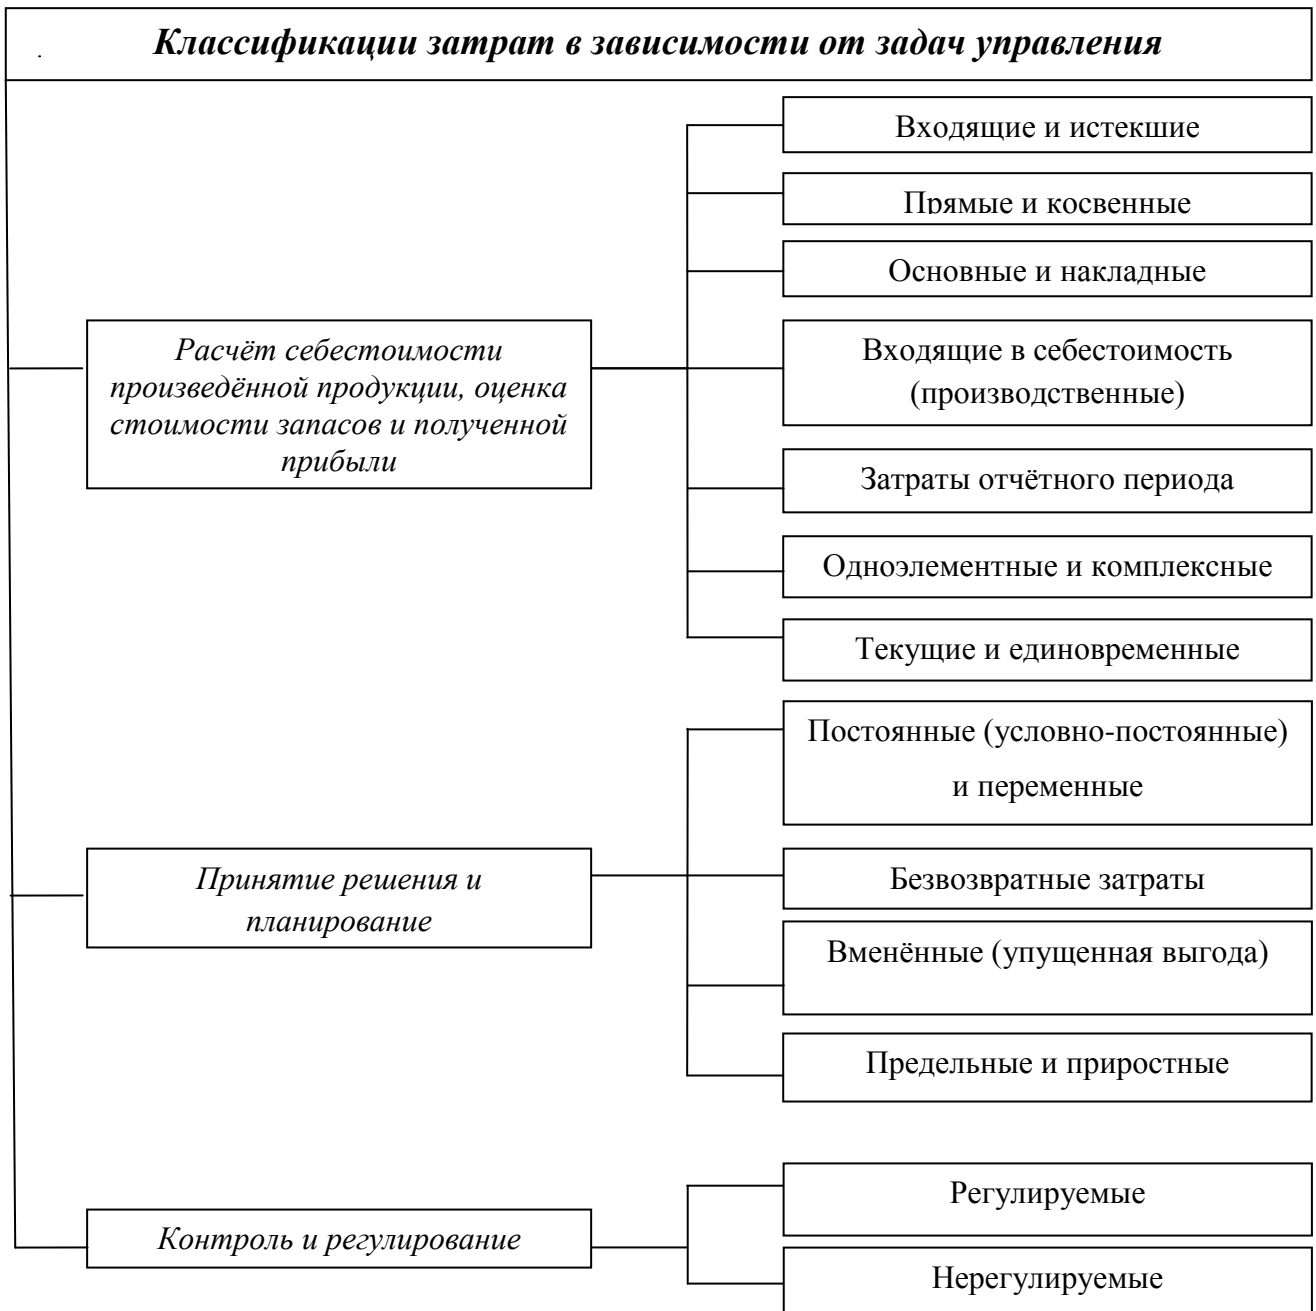 Классификации затрат в зависимости от задач управления
Входящие и истекшие
Прямые и косвенные
Основные и накладные
Расчёт себестоимости
произведённой продукции, оценка
стоимости запасов и полученной
прибыли
Входящие в себестоимость
(производственные)
Затраты отчётного периода
Одноэлементные и комплексные
Текущие и единовременные
Принятие решения и
планирование
Постоянные (условно-постоянные)
и переменные
Безвозвратные затраты
Вменённые (упущенная выгода)
Предельные и приростные
Контроль и регулирование
Регулируемые
Нерегулируемые